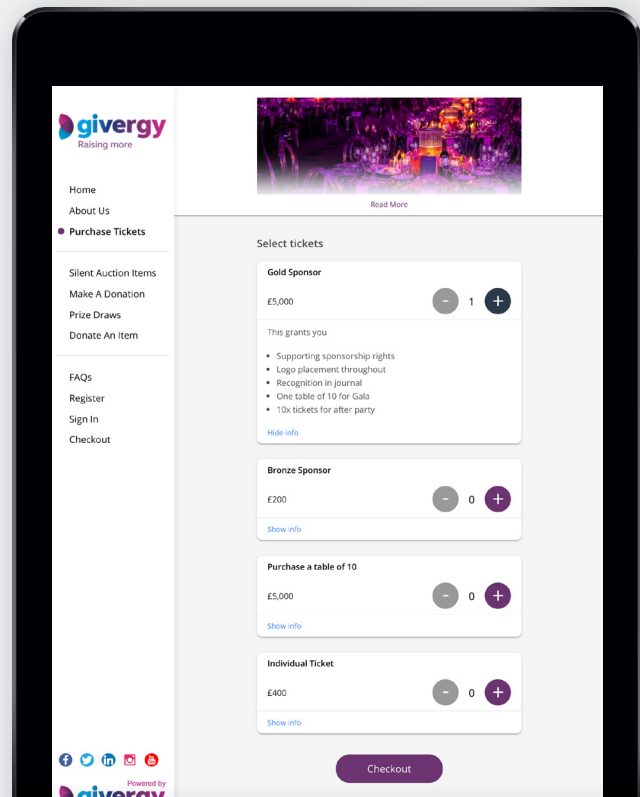 givergy
Raising more
Home
About Us
Purchase Tickets
Silent Auction Items
Make A Donation
Prize Draws
Donate An Item
FAQs
Register
Sign In
Checkout
Powered by
givergy
Read More
Select tickets
Gold Sponsor
£5,000
- 1 +
This grants you
• Supporting sponsorship rights
• Logo placement throughout
• Recognition in journal
• One table of 10 for Gala
• 10x tickets for after party
Hide info
Bronze Sponsor
£200
- 0 +
Show info
Purchase a table of 10
£5,000
- 0 +
Show info
Individual Ticket
£400
- 0 +
Show info
Checkout